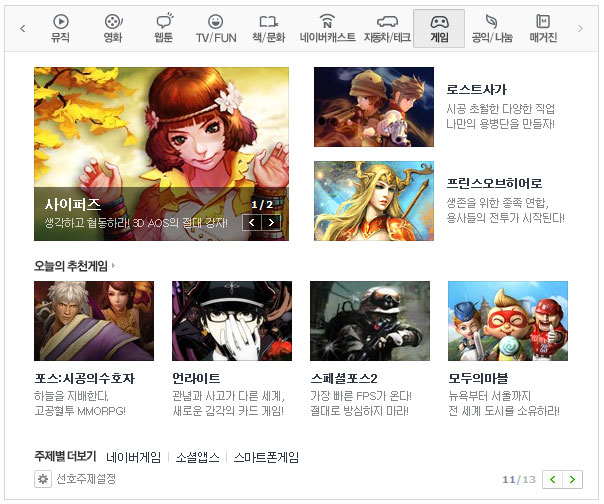 뮤직 영화 웹툰 TV/FUN 책/문화 네이버캐스트 자동차/테크 게임 공익/나눔 매거진
사이퍼즈
1/2
생각하고 협동하라! 3D AOS의 절대 강자!
로스트사가
시공 초월한 다양한 직업
나만의 용병단을 만들자!
프린스오브히어로
생존을 위한 종족 연합,
용사들의 전투가 시작된다!
오늘의 추천게임
포스:시공의수호자
하늘을 지배한다,
고공혈투 MMORPG!
언라이트
관념과 사고가 다른 세계,
새로운 감각의 카드 게임!
스페셜포스2
가장 빠른 FPS가 온다!
절대로 방심하지 마라!
모두의마블
뉴욕부터 서울까지
전 세계 도시를 소유하라!
주제별 더보기 네이버게임 소셜앱스 스마트폰게임
선호주제설정
11/13